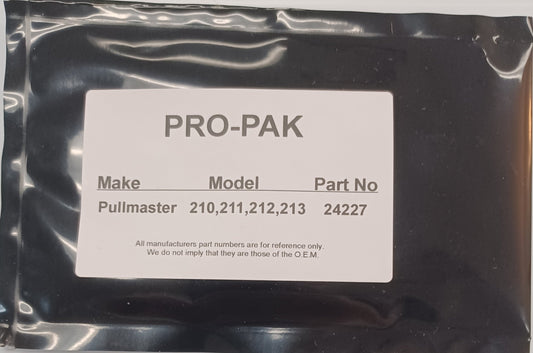 PRO-PAK
Make Model Part No
Pullmaster 210,211,212,213 24227
All manufacturers part numbers are for reference only.
We do not imply that they are those of the O.E.M.